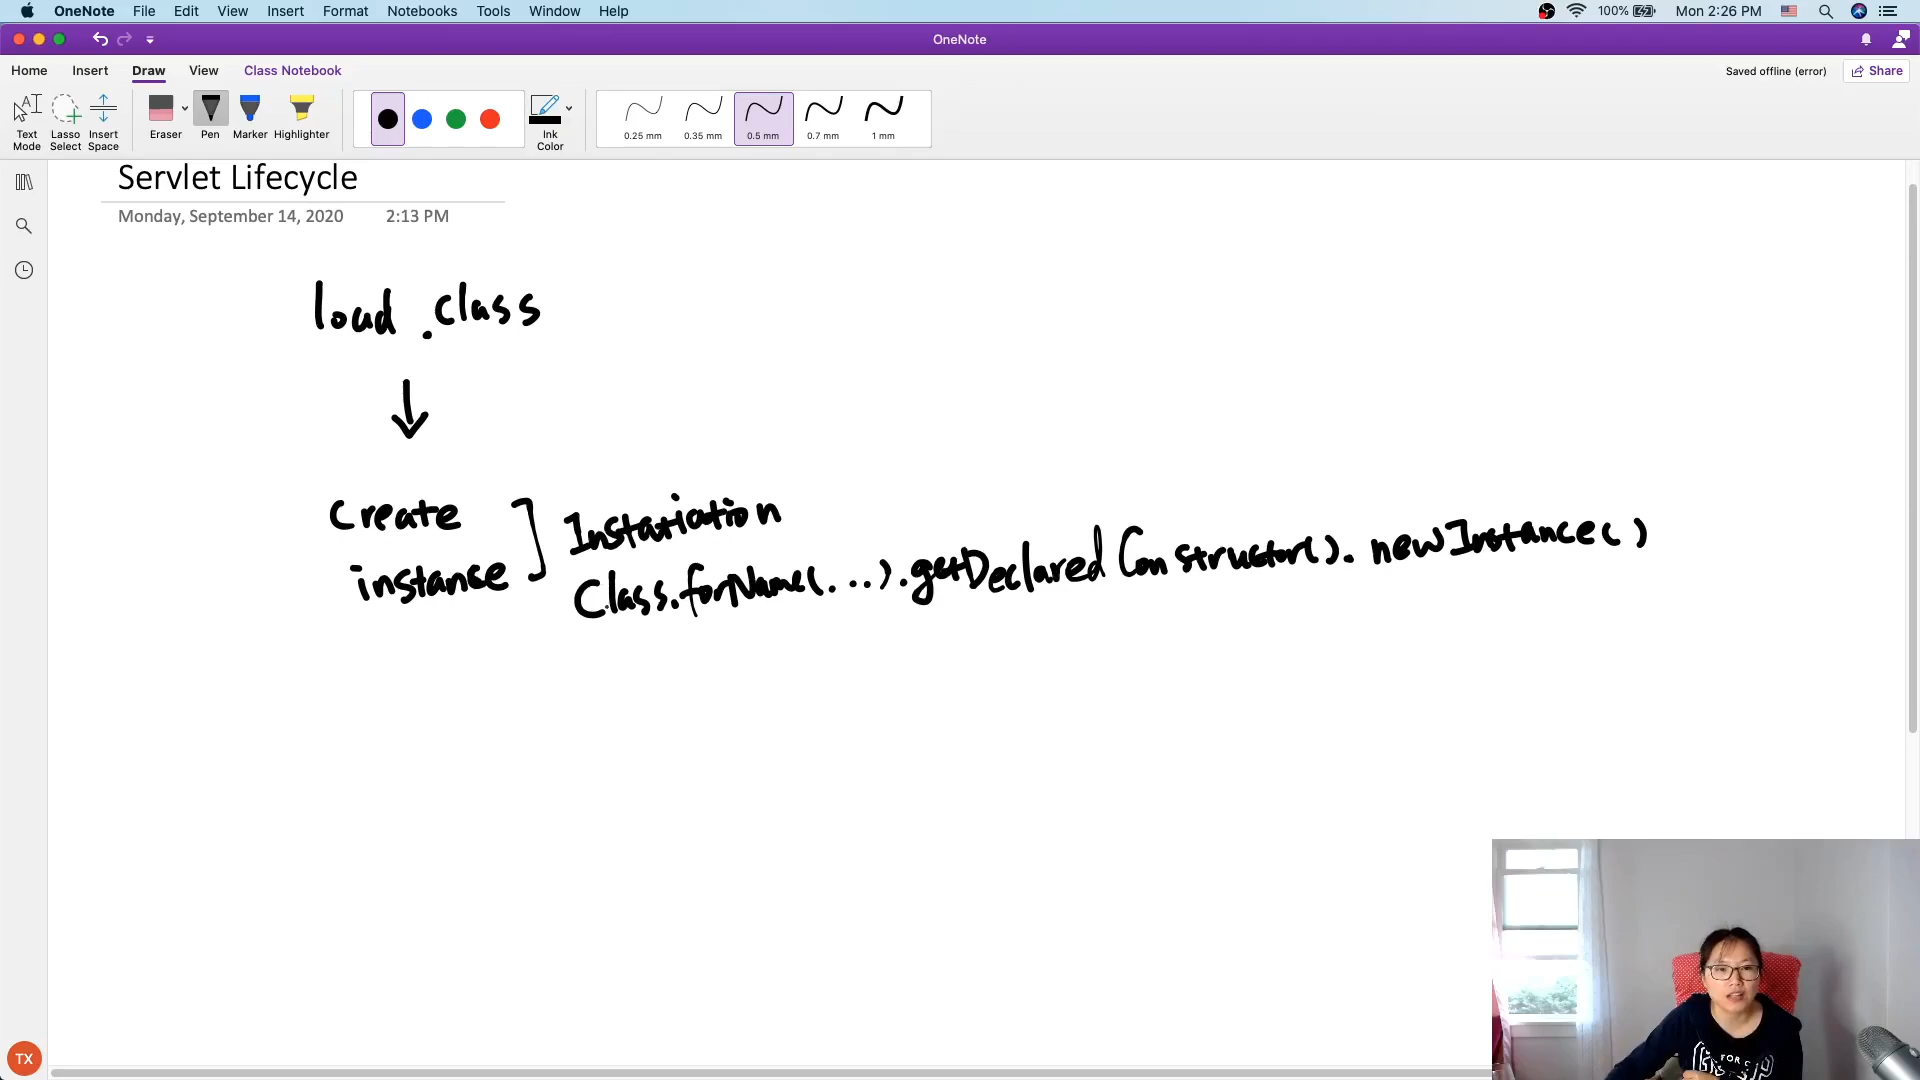 OneNote File Edit View Insert Format Notebooks Tools Window Help 100% Mon 2:26 PM
OneNote
Home Insert Draw View Class Notebook Saved offline (error) Share
Text Mode Lasso Select Insert Space Eraser Pen Marker Highlighter Ink Color 0.25 mm 0.35 mm 0.5 mm 0.7 mm 1 mm
Servlet Lifecycle
Monday, September 14, 2020 2:13 PM
load .class
create
instance
Instatiation
Class.forName(...).getDeclaredConstructor().newInstance()
TX